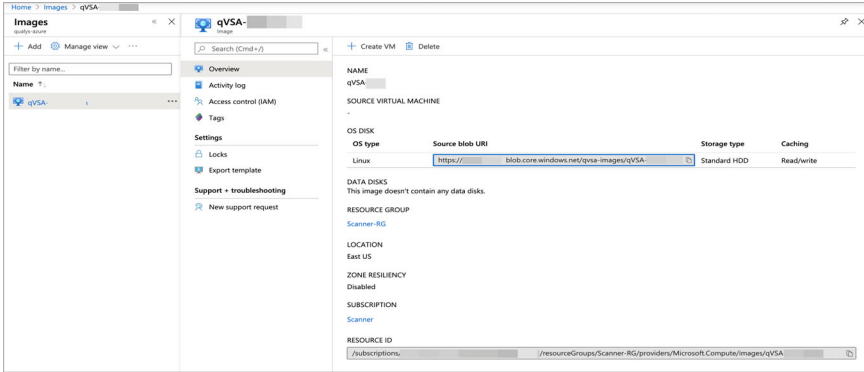 Home > Images > qVSA-
Images
qualys-azure
+ Add Manage view ...
Filter by name...
Name ↑↓
qVSA- ...
qVSA-
Image
Search (Cmd+/)
Overview
Activity log
Access control (IAM)
Tags
Settings
Locks
Export template
Support + troubleshooting
New support request
+ Create VM Delete
NAME
qVSA-
SOURCE VIRTUAL MACHINE
-
OS DISK
OS type Source blob URI Storage type Caching
Linux https:// blob.core.windows.net/qvsa-images/qVSA- Standard HDD Read/write
DATA DISKS
This image doesn't contain any data disks.
RESOURCE GROUP
Scanner-RG
LOCATION
East US
ZONE RESILIENCY
Disabled
SUBSCRIPTION
Scanner
RESOURCE ID
/subscriptions/ /resourceGroups/Scanner-RG/providers/Microsoft.Compute/images/qVSA